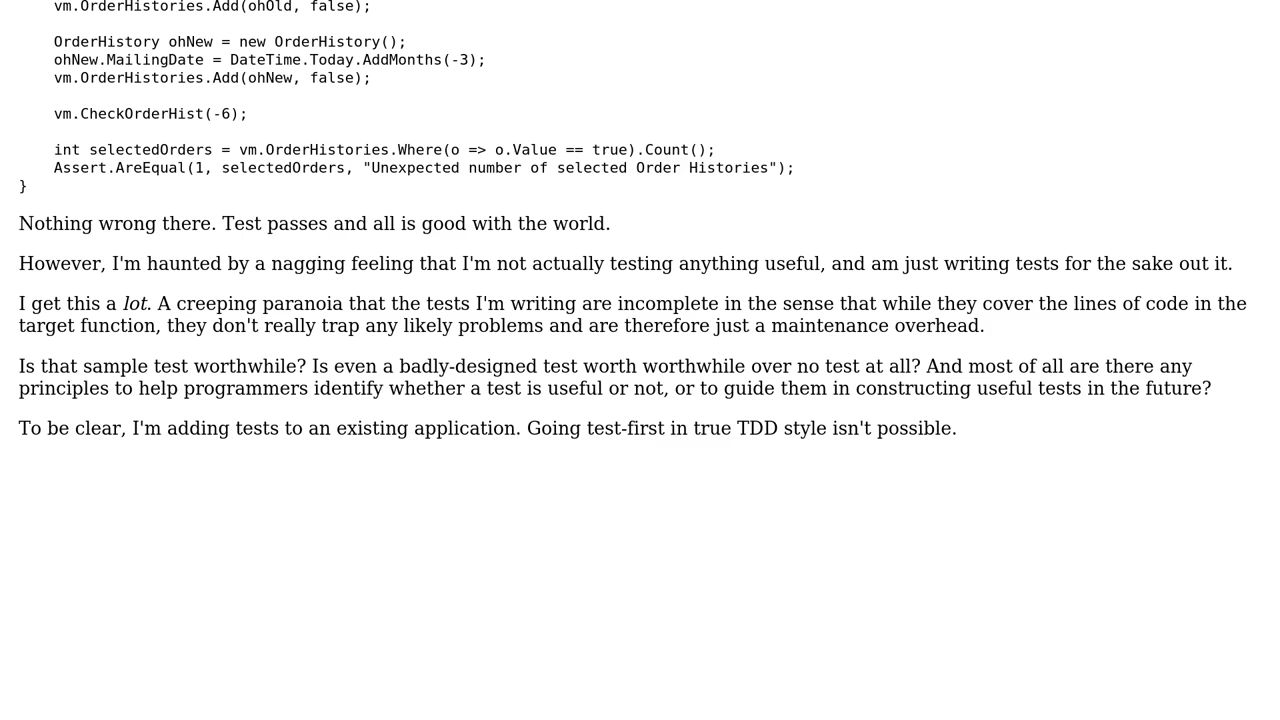 vm.OrderHistories.Add(ohOld, false);
OrderHistory ohNew = new OrderHistory();
ohNew.MailingDate = DateTime.Today.AddMonths(-3);
vm.OrderHistories.Add(ohNew, false);
vm.CheckOrderHist(-6);
int selectedOrders = vm.OrderHistories.Where(o => o.Value == true).Count();
Assert.AreEqual(1, selectedOrders, "Unexpected number of selected Order Histories");
}
Nothing wrong there. Test passes and all is good with the world.
However, I'm haunted by a nagging feeling that I'm not actually testing anything useful, and am just writing tests for the sake out it.
I get this a lot. A creeping paranoia that the tests I'm writing are incomplete in the sense that while they cover the lines of code in the
target function, they don't really trap any likely problems and are therefore just a maintenance overhead.
Is that sample test worthwhile? Is even a badly-designed test worth worthwhile over no test at all? And most of all are there any
principles to help programmers identify whether a test is useful or not, or to guide them in constructing useful tests in the future?
To be clear, I'm adding tests to an existing application. Going test-first in true TDD style isn't possible.